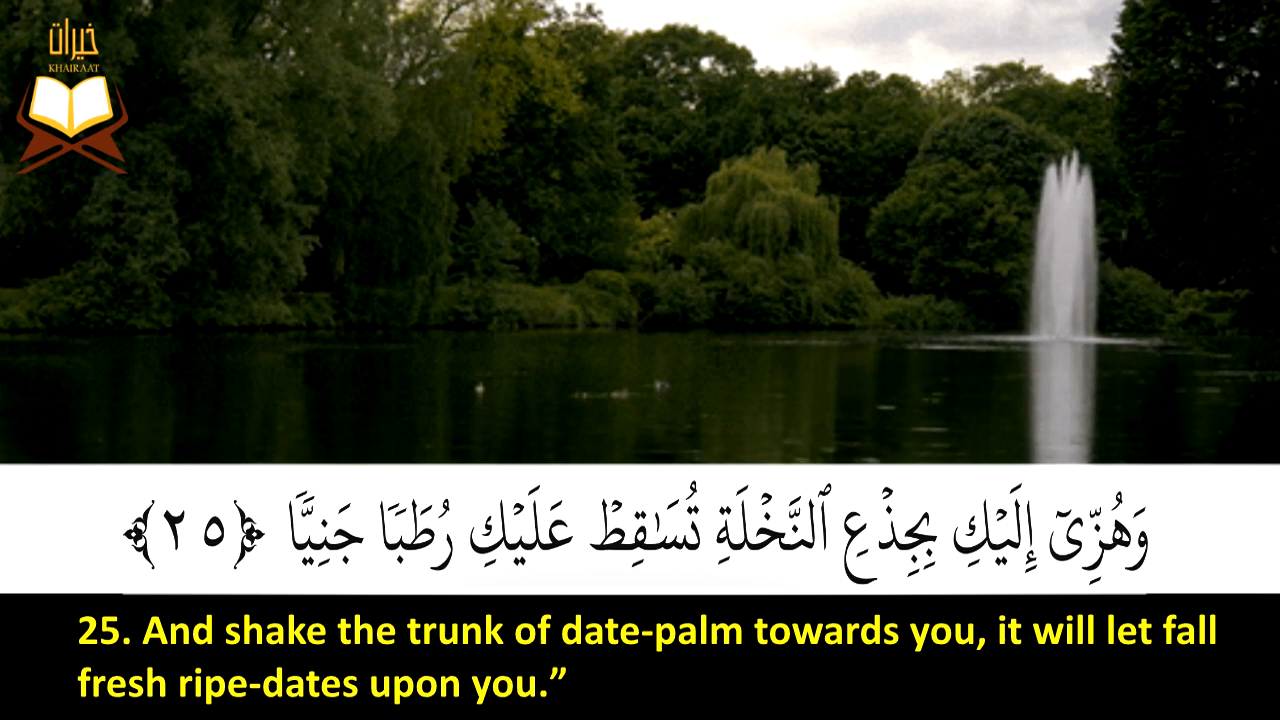 خيرات
KHAIRAAT
وَهُزِّىٓ إِلَيْكِ بِجِذْعِ ٱلنَّخْلَةِ تُسَـٰقِطْ عَلَيْكِ رُطَبًا جَنِيًّا ﴿٢٥﴾
25. And shake the trunk of date-palm towards you, it will let fall
fresh ripe-dates upon you.”